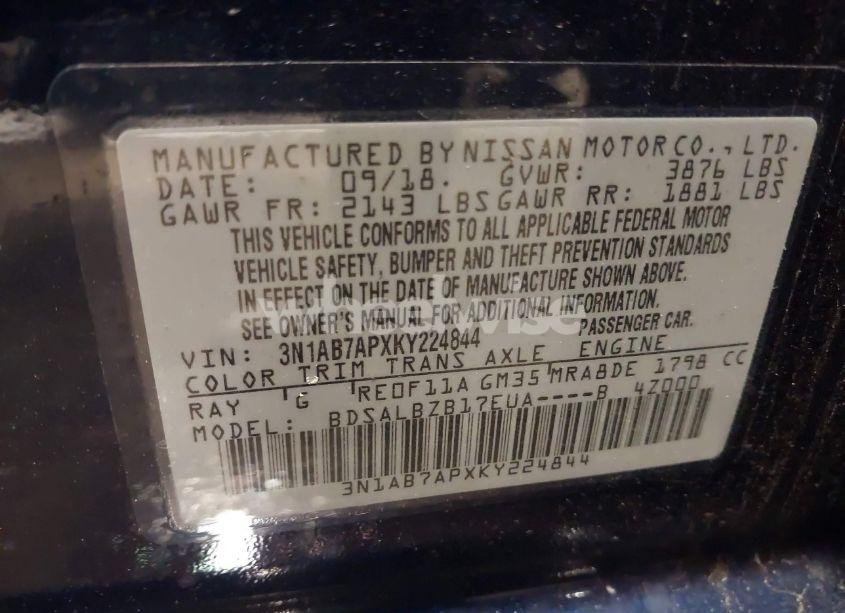 MANUFACTURED BY NISSAN MOTOR CO., LTD.
DATE: 09/18. GVWR: 3876 LBS
GAWR FR: 2143 LBS GAWR RR: 1881 LBS
THIS VEHICLE CONFORMS TO ALL APPLICABLE FEDERAL MOTOR
VEHICLE SAFETY, BUMPER AND THEFT PREVENTION STANDARDS
IN EFFECT ON THE DATE OF MANUFACTURE SHOWN ABOVE.
SEE OWNER'S MANUAL FOR ADDITIONAL INFORMATION.
VIN: 3N1AB7APXKY224844 PASSENGER CAR.
COLOR TRIM TRANS AXLE ENGINE
RAY G RE0F11A GM35 MRA8DE 1798 CC
MODEL: BDSALBZB17EUA----B 4Z000
3N1AB7APXKY224844